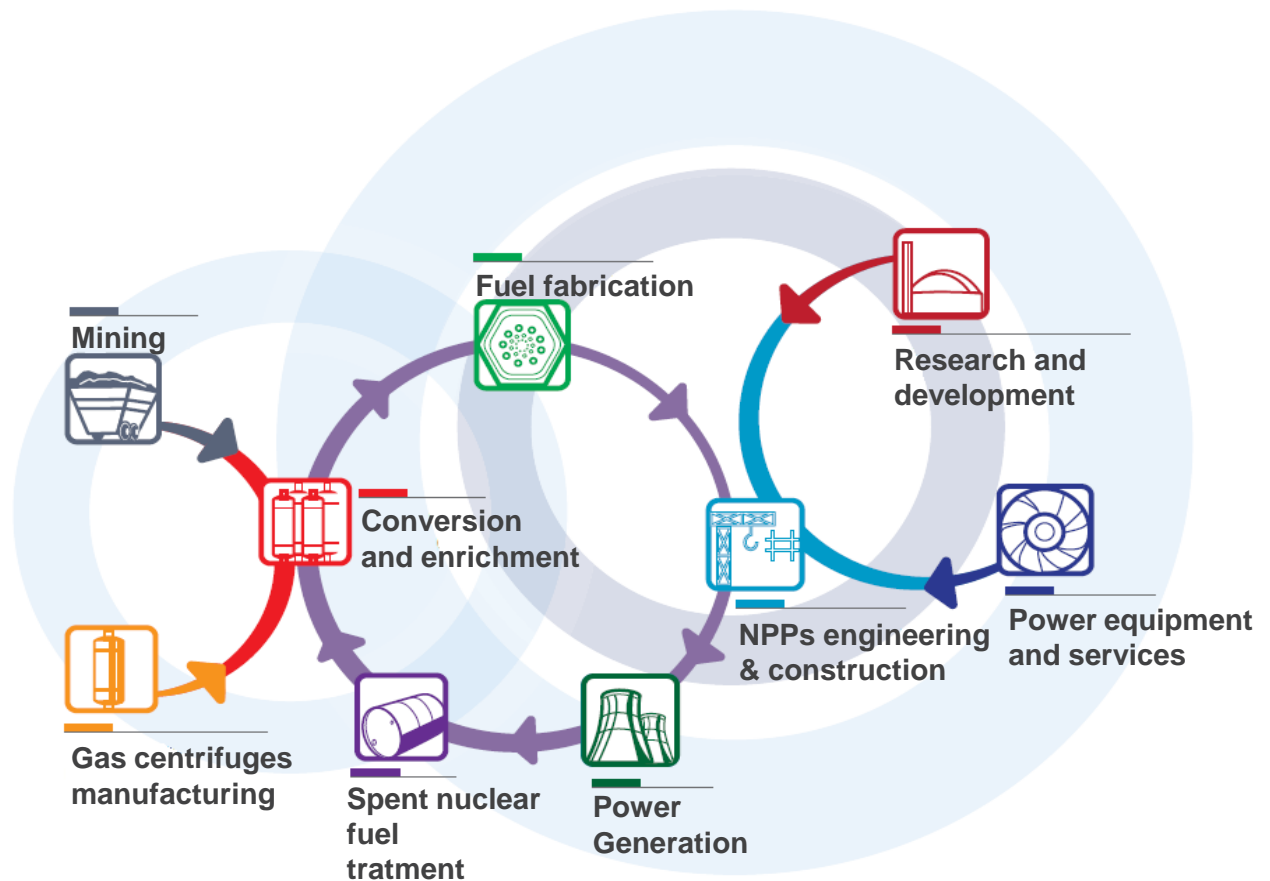 Fuel fabrication
Mining
Research and
development
Conversion
and enrichment
NPPs engineering
& construction
Power equipment
and services
Gas centrifuges
manufacturing
Spent nuclear
fuel
tratment
Power
Generation